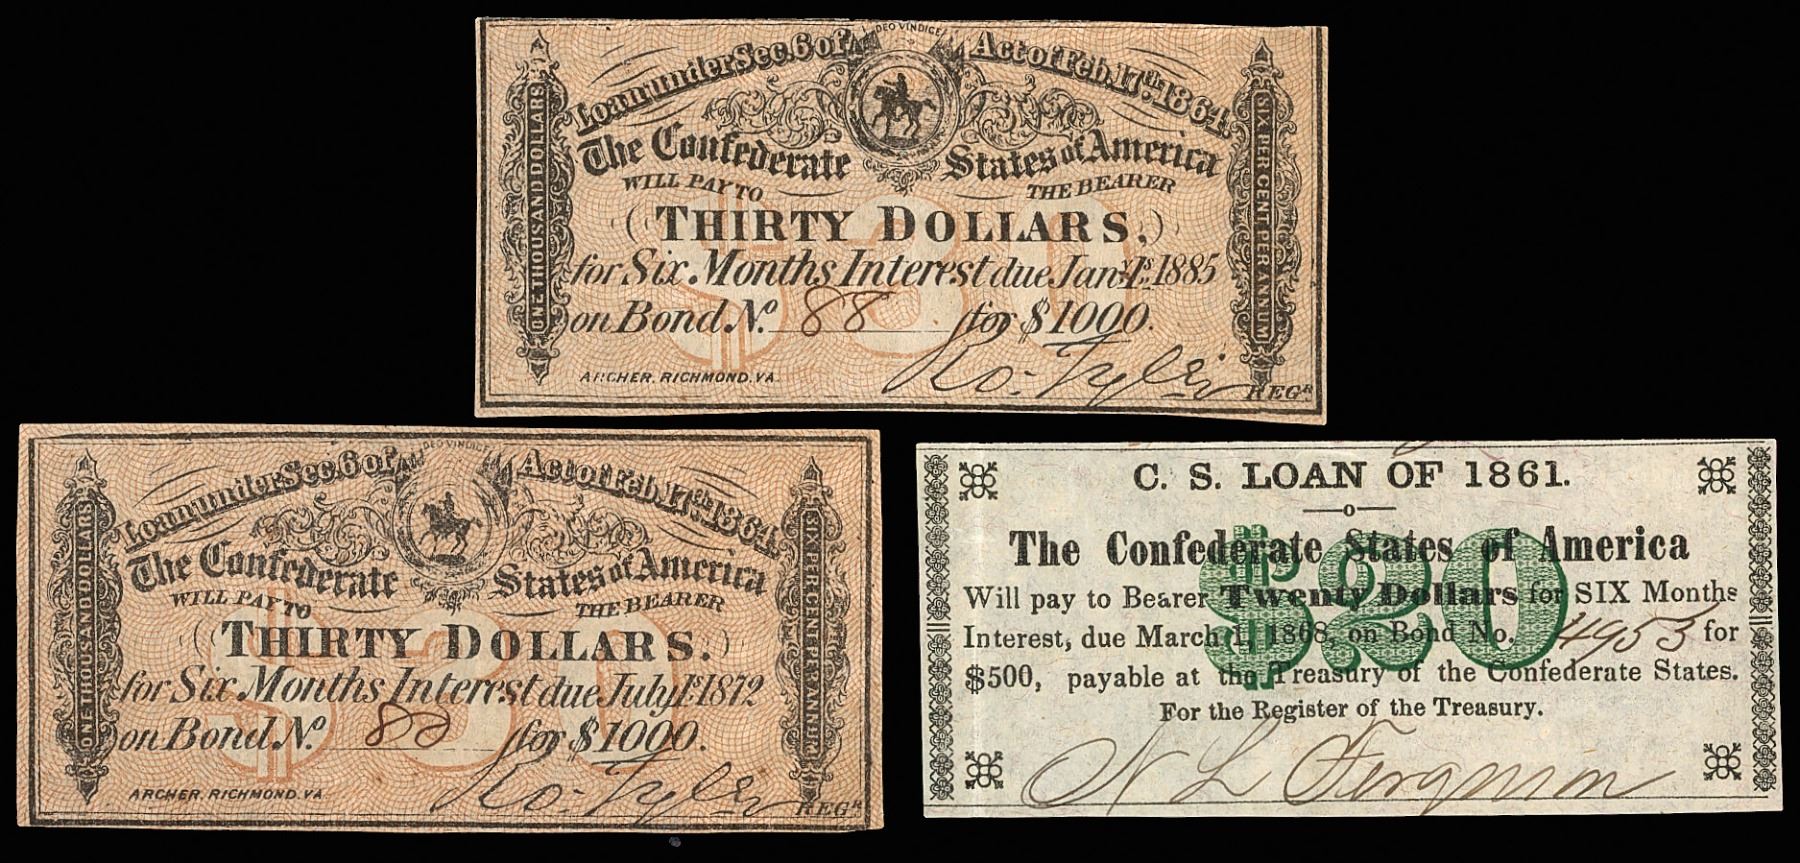 DEO VINDICE
Loan under Sec. 6 of Act of Feb. 17th 1864.
ONE THOUSAND DOLLARS
SIX PER CENT PER ANNUM
The Confederate States of America
WILL PAY TO THE BEARER
$30
THIRTY DOLLARS,
for Six Months Interest due Jany 1st 1885
on Bond No. 88 for $1000.
Ro. Tyler
ARCHER, RICHMOND, VA. REGR
DEO VINDICE
Loan under Sec. 6 of Act of Feb. 17th 1864.
ONE THOUSAND DOLLARS
SIX PER CENT PER ANNUM
The Confederate States of America
WILL PAY TO THE BEARER
$30
THIRTY DOLLARS.
for Six Months Interest due July 1st 1872
on Bond No. for $1000.
Ro. Tyler
ARCHER, RICHMOND, VA REGR
C. S. LOAN OF 1861.
The Confederate States of America
$20
Will pay to Bearer Twenty Dollars for SIX Months
Interest, due March 1, 1868, on Bond No. 4953 for
$500, payable at the Treasury of the Confederate States.
For the Register of the Treasury.
L Ferguson